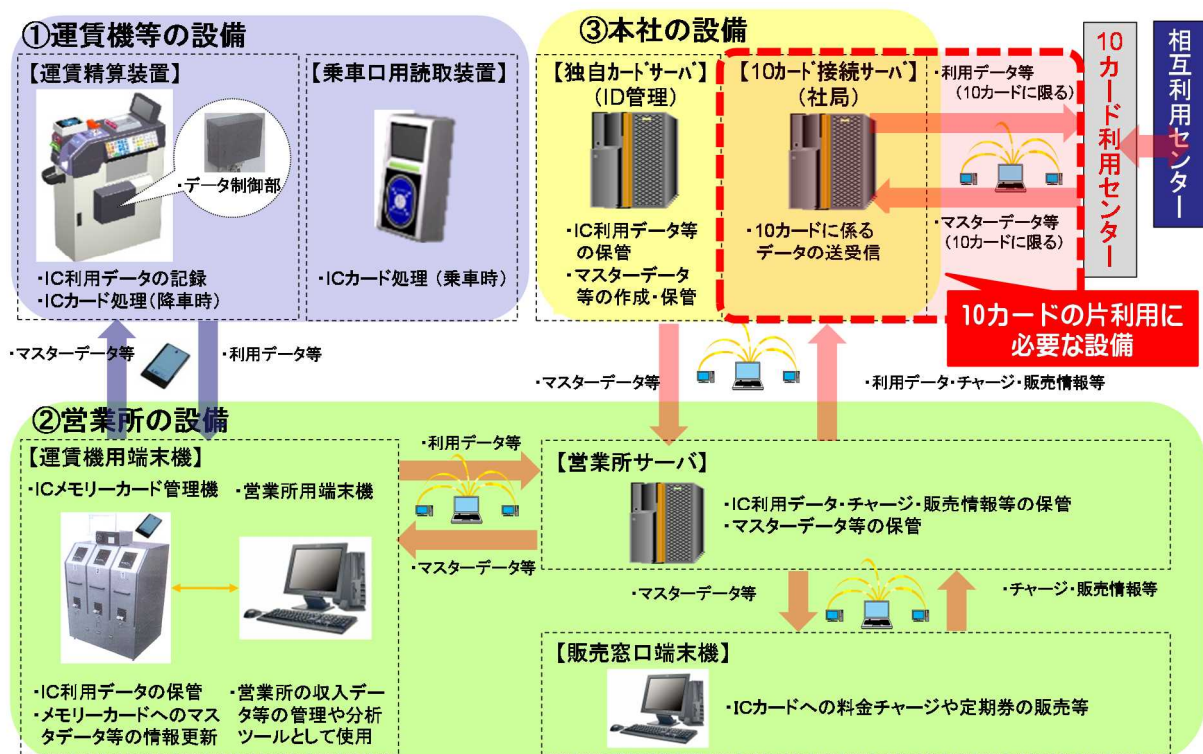 ①運賃機等の設備
【運賃精算装置】
・データ制御部
・IC利用データの記録
・ICカード処理(降車時)
【乗車口用読取装置】
・ICカード処理(乗車時)
③本社の設備
【独自カードサーバ】
(ID管理)
・IC利用データ等
の保管
・マスターデータ
等の作成・保管
【10カード接続サーバ】
(社局)
・10カードに係る
データの送受信
・利用データ等
(10カードに限る)
・マスターデータ等
(10カードに限る)
10カード利用センター
相互利用センター
10カードの片利用に
必要な設備
・マスターデータ等
・利用データ等
・マスターデータ等
・利用データ・チャージ・販売情報等
②営業所の設備
【運賃機用端末機】
・ICメモリーカード管理機
・営業所用端末機
・IC利用データの保管
・メモリーカードへのマス
タデータ等の情報更新
・営業所の収入デー
タ等の管理や分析
ツールとして使用
・利用データ等
・マスターデータ等
【営業所サーバ】
・IC利用データ・チャージ・販売情報等の保管
・マスターデータ等の保管
・マスターデータ等
・チャージ・販売情報等
【販売窓口端末機】
・ICカードへの料金チャージや定期券の販売等